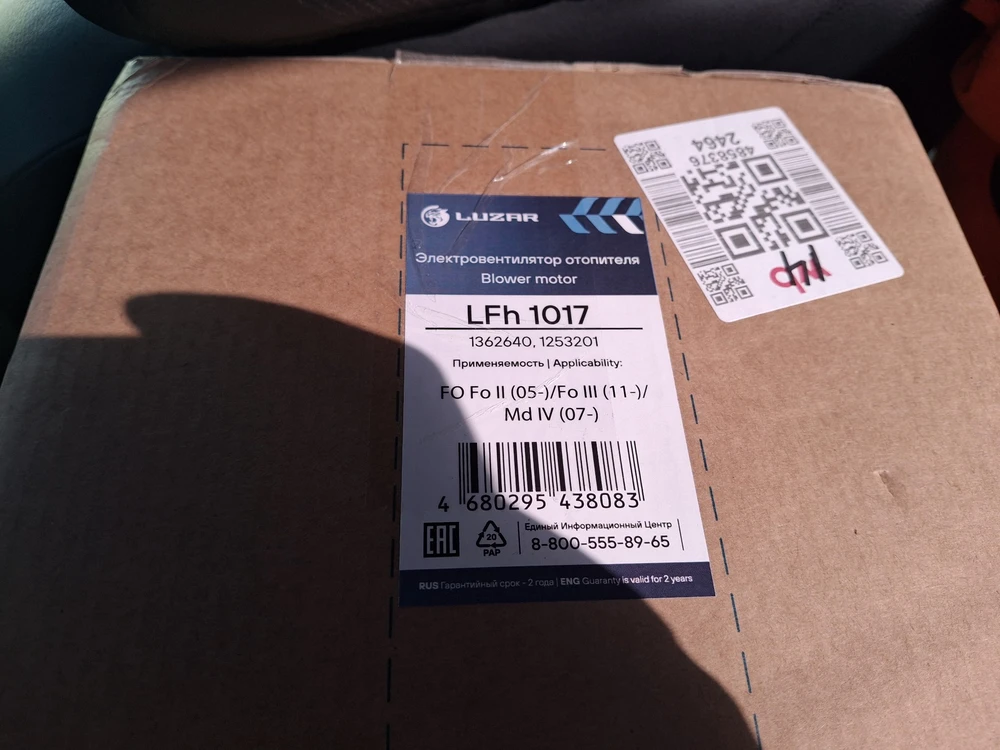 LUZAR
Электровентилятор отопителя
Blower motor
LFh 1017
1362640, 1253201
Применяемость | Applicability:
FO Fo II (05-)/Fo III (11-)/
Md IV (07-)
4 680295 438083
EAC
20
PAP
Единый Информационный Центр
8-800-555-89-65
RUS Гарантийный срок - 2 года | ENG Guaranty is valid for 2 years
4858376
2464